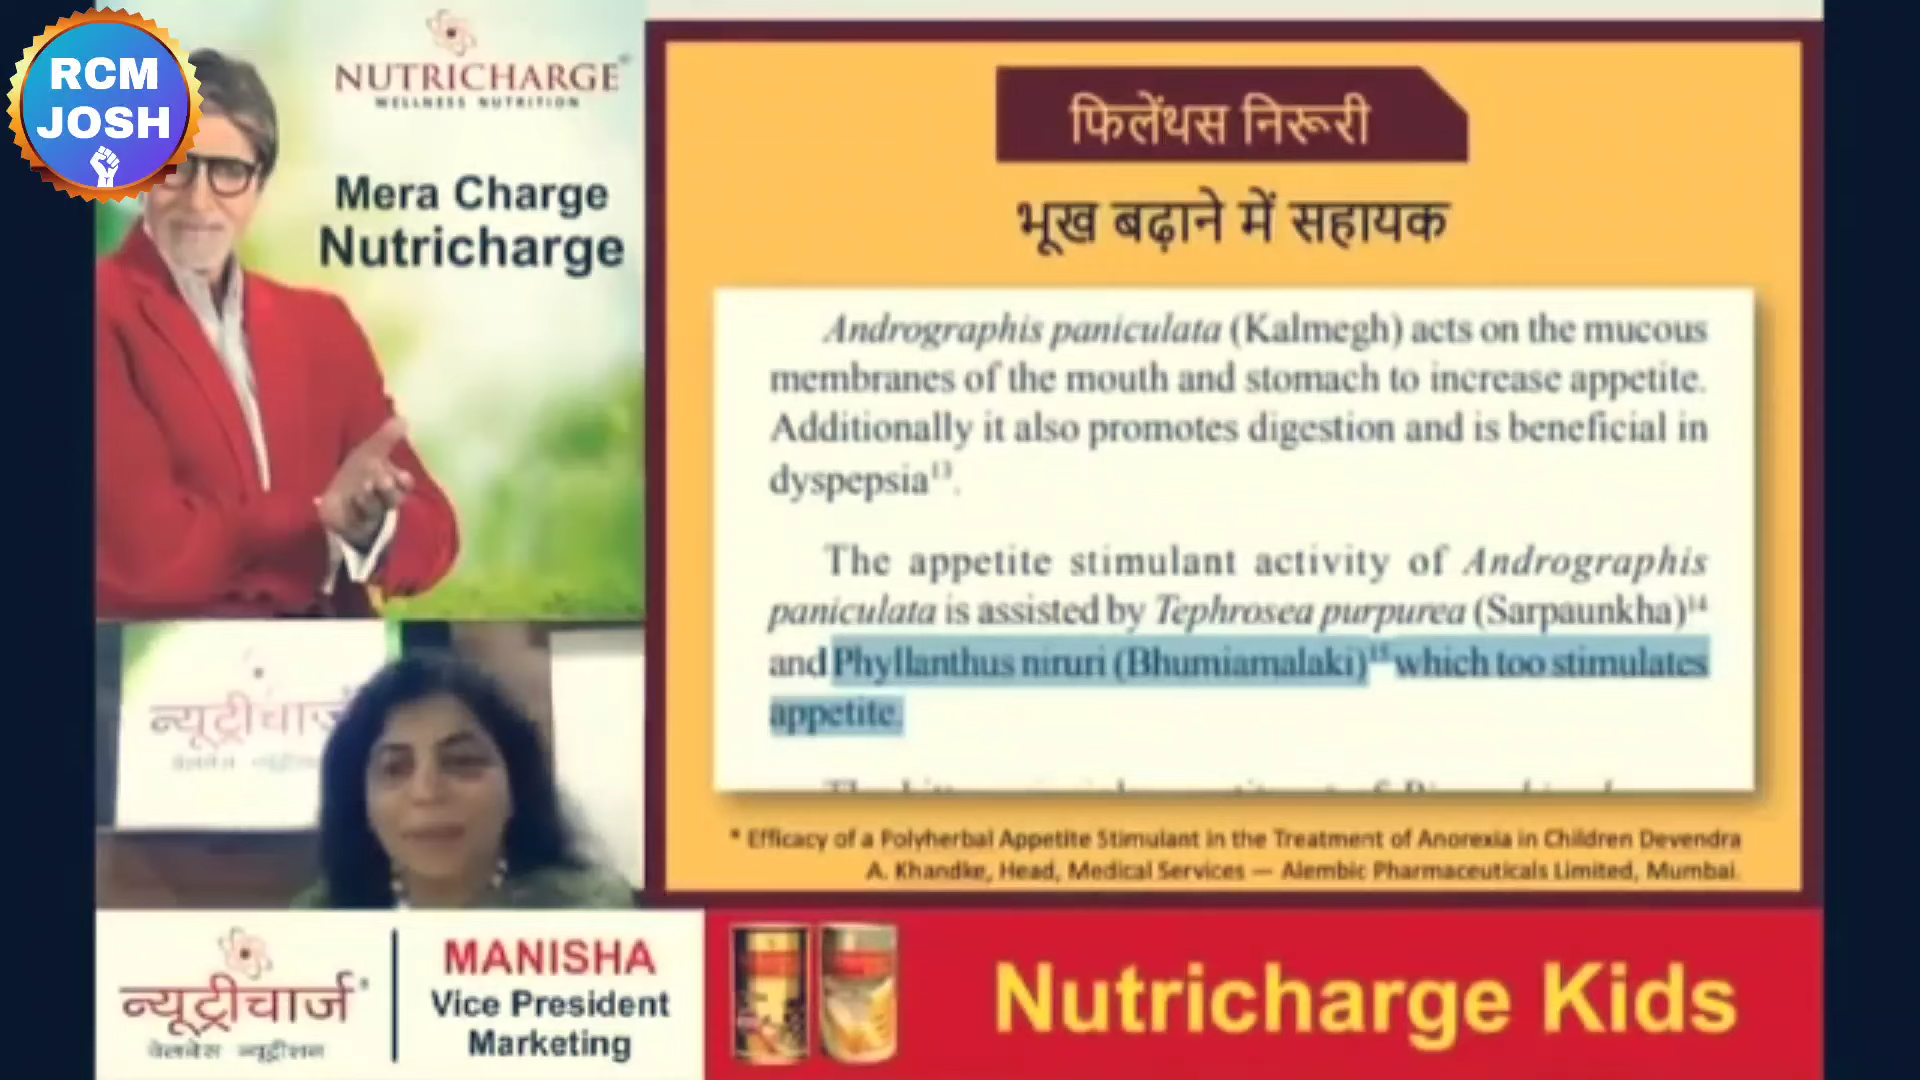 RCM
JOSH
NUTRICHARGE
WELLNESS NUTRITION
Mera Charge
Nutricharge
फिलेंथस निरूरी
भूख बढ़ाने में सहायक
Andrographis paniculata (Kalmegh) acts on the mucous
membranes of the mouth and stomach to increase appetite.
Additionally it also promotes digestion and is beneficial in
dyspepsia¹³.
The appetite stimulant activity of Andrographis
paniculata is assisted by Tephrosea purpurea (Sarpaunkha)¹⁴
and Phyllanthus niruri (Bhumiamalaki)¹⁵ which too stimulates
appetite.
* Efficacy of a Polyherbal Appetite Stimulant in the Treatment of Anorexia in Children Devendra
A. Khandke, Head, Medical Services — Alembic Pharmaceuticals Limited, Mumbai.
न्यूट्रीचार्ज
वेलनेस न्यूट्रीशन
न्यूट्रीचार्ज
वेलनेस न्यूट्रीशन
MANISHA
Vice President
Marketing
Nutricharge Kids